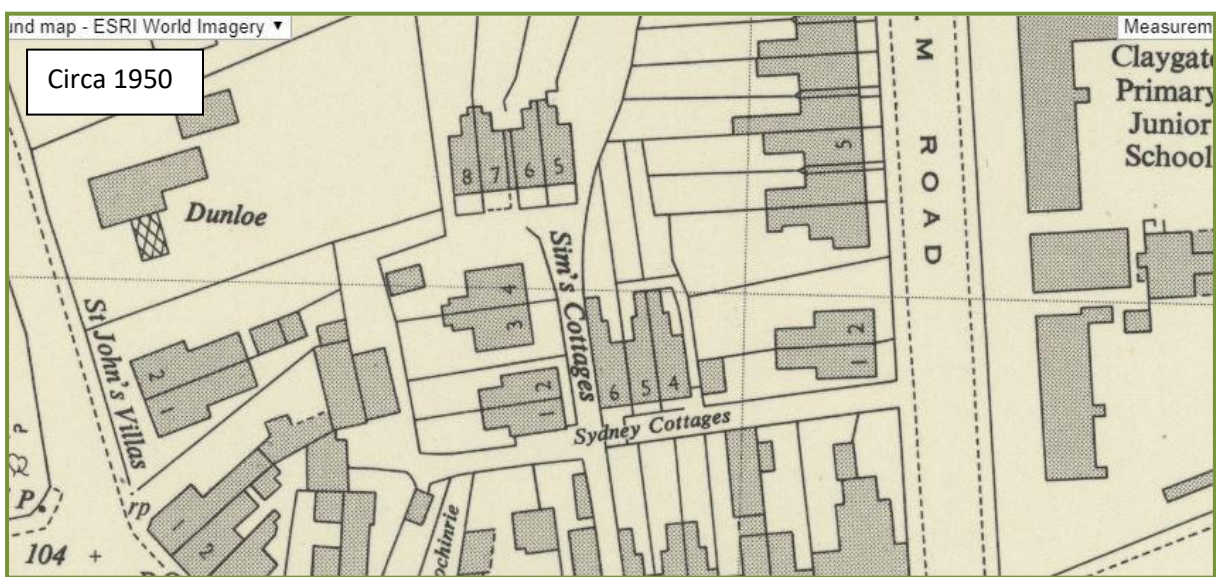 und map - ESRI World Imagery ▼
Measurem
Circa 1950
Claygate
Primary
Junior
School
M ROAD
5
8 7 6 5
Dunloe
Sim's Cottages
4
3
St John's Villas
2
1
2
1
6 5 4
2
1
Sydney Cottages
P
P.
rp
1
2
104 +
ochinrie